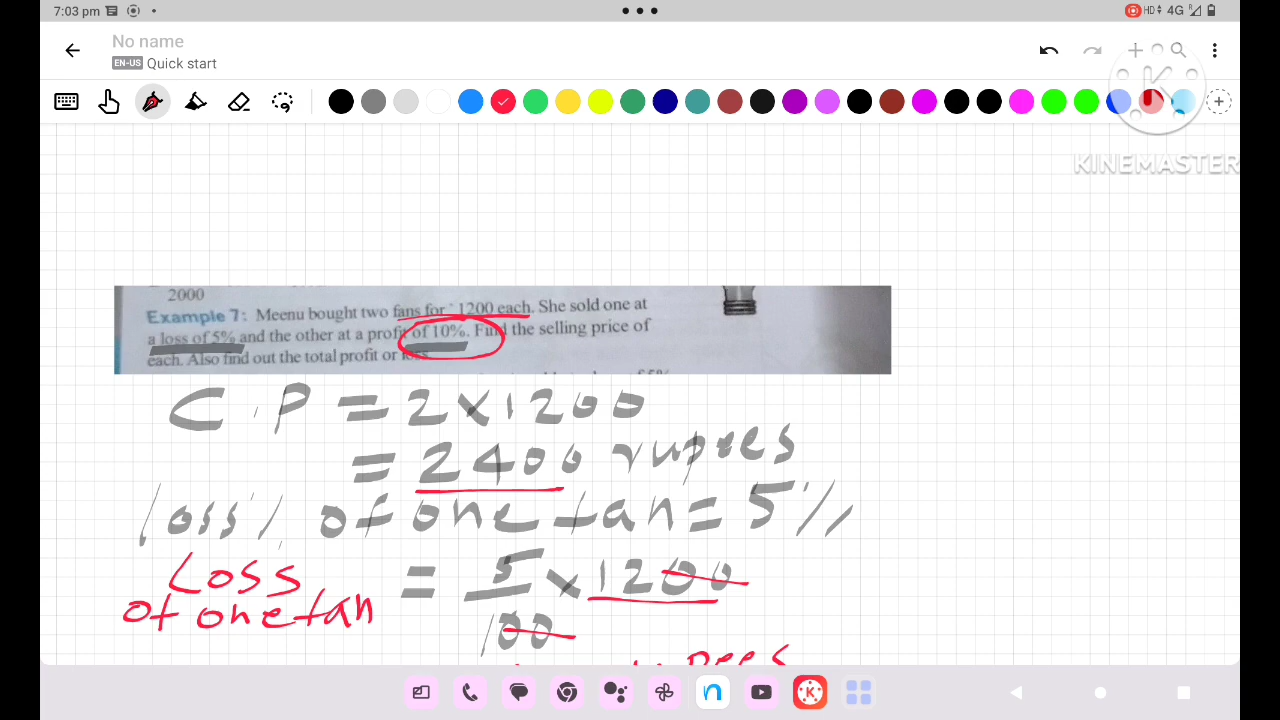 7:03 pm
HD 4G
No name
EN-US Quick start
KINEMASTER
2000
Example 7: Meenu bought two fans for ` 1200 each. She sold one at
a loss of 5% and the other at a profit of 10%. Find the selling price of
each. Also find out the total profit or loss.
C.P = 2×1200
= 2400 rupees
loss% of one fan = 5%
Loss = 5/100 × 1200
of one fan